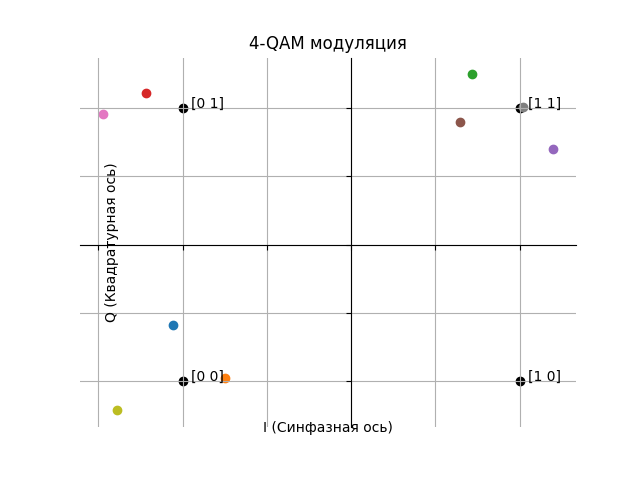 4-QAM модуляция
[0 1]
[1 1]
Q (Квадратурная ось)
[0 0]
[1 0]
I (Синфазная ось)